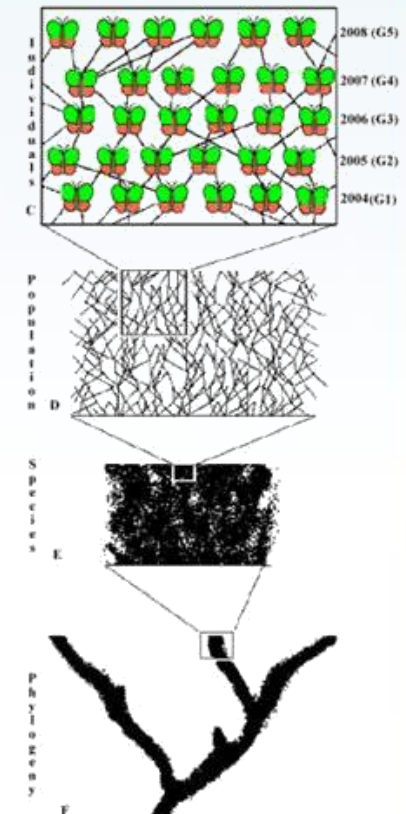 2008 (G5)
2007 (G4)
2006 (G3)
2005 (G2)
2004 (G1)
Individuals
C
Population
D
Species
E
Phylogeny
F